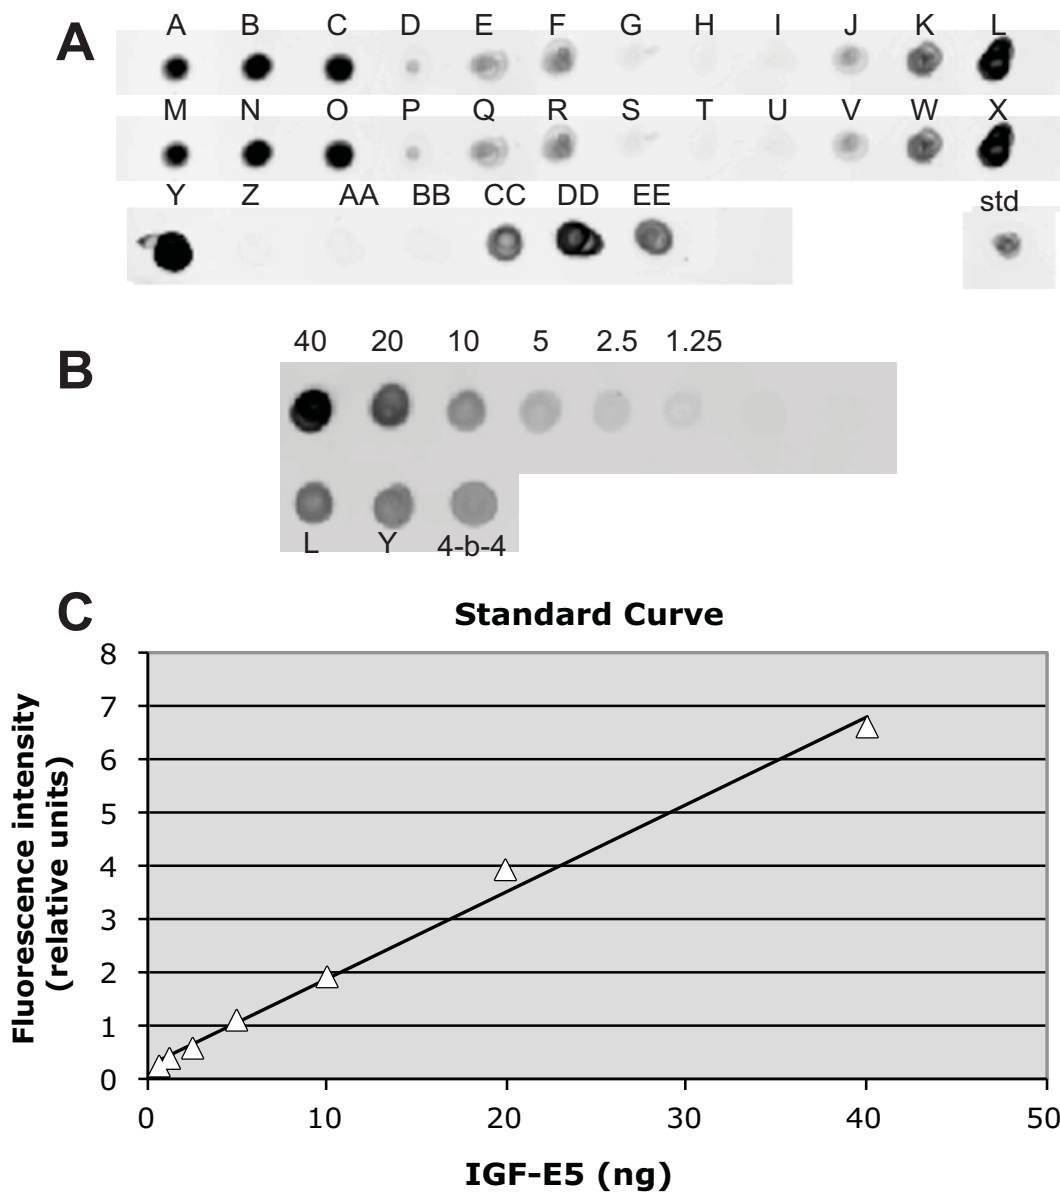 A
A B C D E F G H I J K L
M N O P Q R S T U V W X
Y Z AA BB CC DD EE std
B
40 20 10 5 2.5 1.25
L Y 4-b-4
C
Standard Curve
Fluorescence intensity
(relative units)
8
7
6
5
4
3
2
1
0
0 10 20 30 40 50
IGF-E5 (ng)